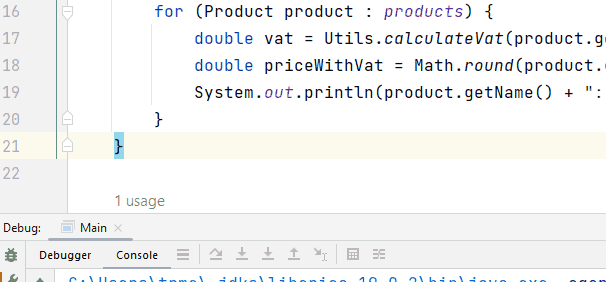 16 for (Product product : products) {
17 double vat = Utils.calculateVat(product.ge
18 double priceWithVat = Math.round(product.
19 System.out.println(product.getName() + ":
20 }
21 }
22
1 usage
Debug: Main ×
Debugger Console